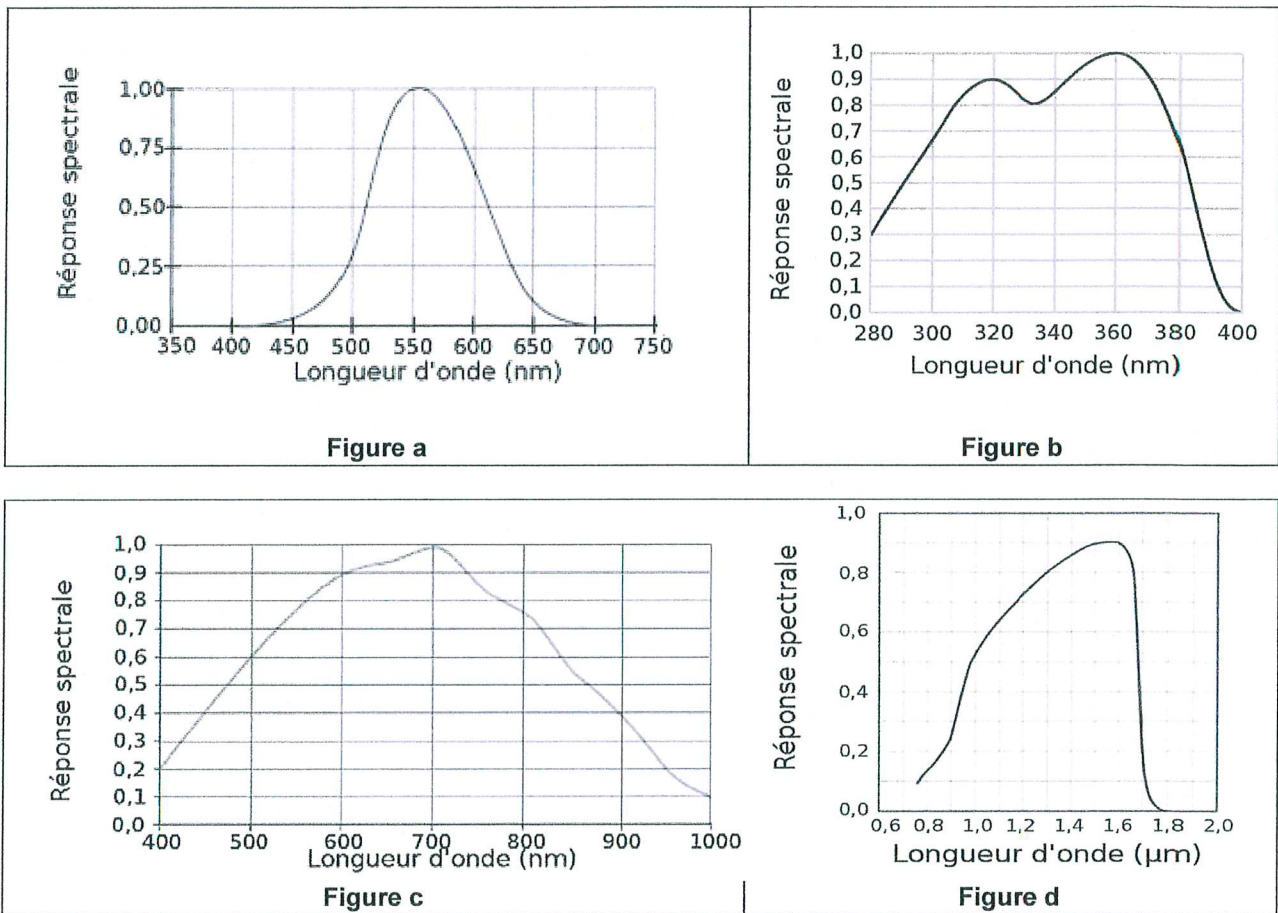 Réponse spectrale
1,00
0,75
0,50
0,25
0,00
350 400 450 500 550 600 650 700 750
Longueur d'onde (nm)
Figure a
Réponse spectrale
1,0
0,9
0,8
0,7
0,6
0,5
0,4
0,3
0,2
0,1
0,0
280 300 320 340 360 380 400
Longueur d'onde (nm)
Figure b
Réponse spectrale
1,0
0,9
0,8
0,7
0,6
0,5
0,4
0,3
0,2
0,1
0,0
400 500 600 700 800 900 1000
Longueur d'onde (nm)
Figure c
Réponse spectrale
1,0
0,8
0,6
0,4
0,2
0,0
0,6 0,8 1,0 1,2 1,4 1,6 1,8 2,0
Longueur d'onde (µm)
Figure d